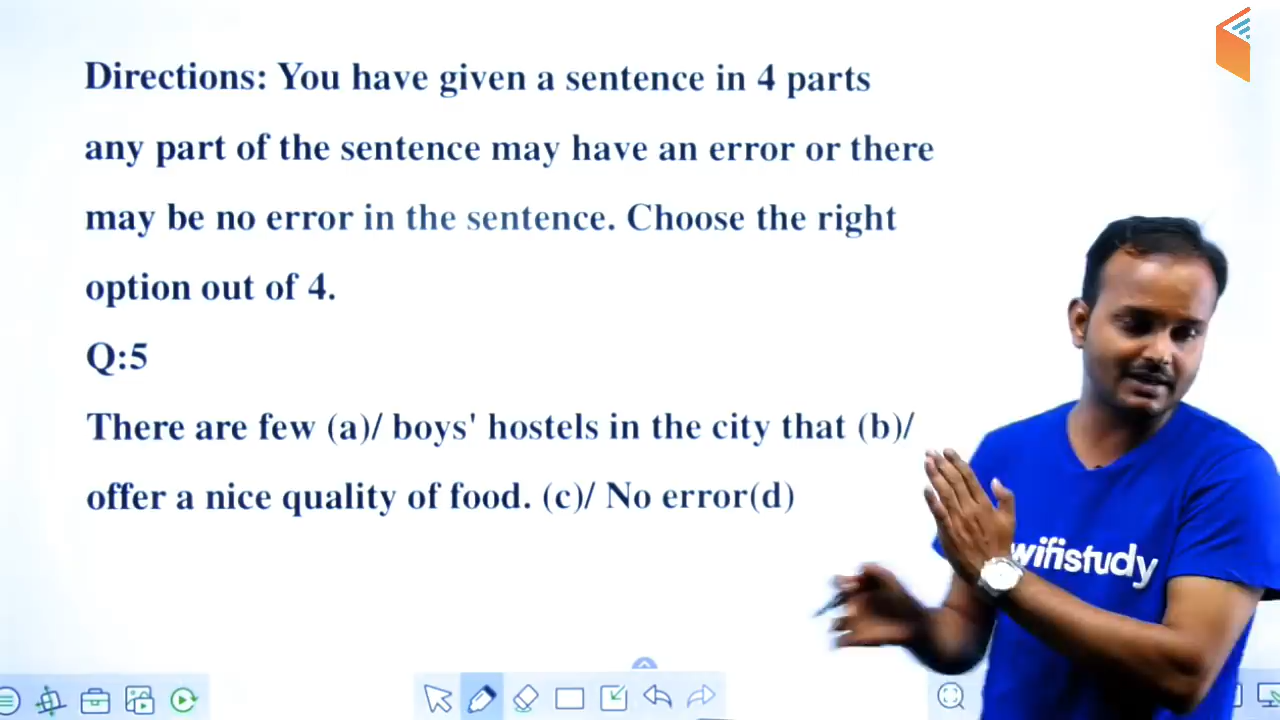 Directions: You have given a sentence in 4 parts
any part of the sentence may have an error or there
may be no error in the sentence. Choose the right
option out of 4.
Q:5
There are few (a)/ boys' hostels in the city that (b)/
offer a nice quality of food. (c)/ No error(d)
wifistudy